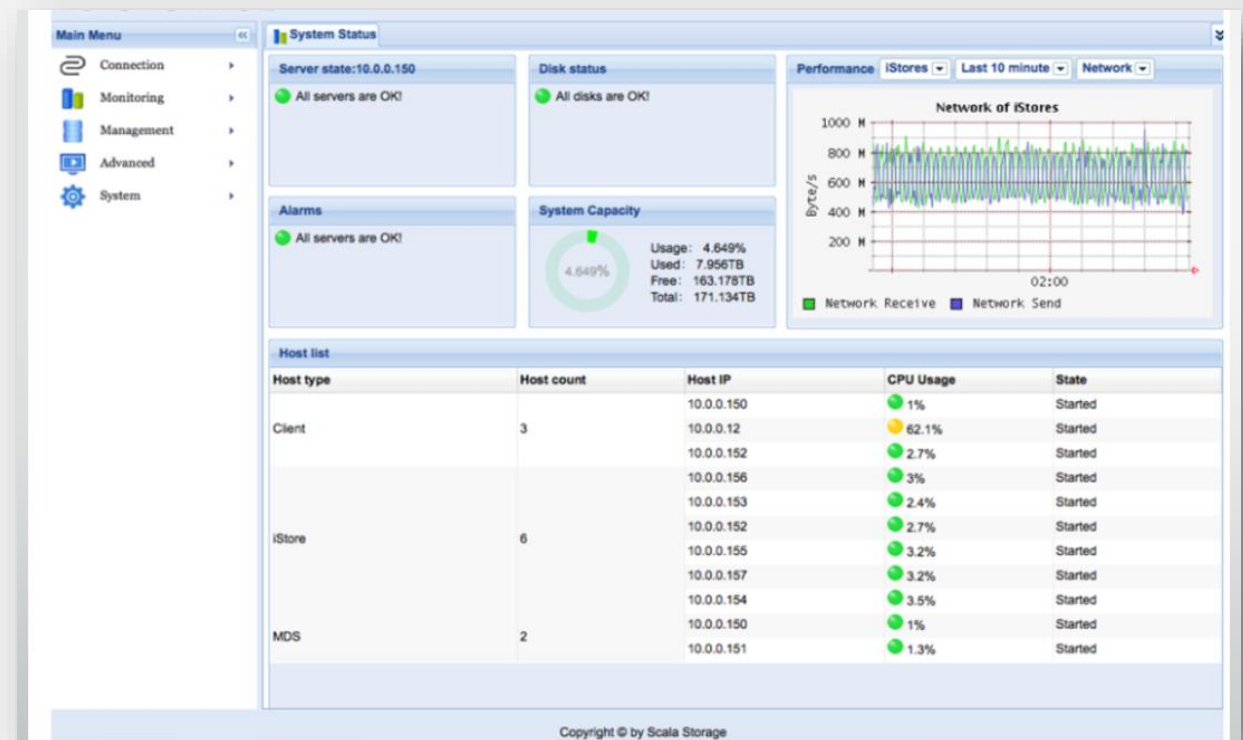 Main Menu
Connection
Monitoring
Management
Advanced
System
System Status
Server state:10.0.0.150
All servers are OK!
Disk status
All disks are OK!
Performance iStores Last 10 minute Network
Network of iStores
1000 M
800 M
600 M
400 M
200 M
Byte/s
02:00
Network Receive Network Send
Alarms
All servers are OK!
System Capacity
4.649%
Usage: 4.649%
Used: 7.956TB
Free: 163.178TB
Total: 171.134TB
Host list
Host type Host count Host IP CPU Usage State
10.0.0.150 1% Started
Client 3 10.0.0.12 62.1% Started
10.0.0.152 2.7% Started
10.0.0.156 3% Started
10.0.0.153 2.4% Started
10.0.0.152 2.7% Started
iStore 6
10.0.0.155 3.2% Started
10.0.0.157 3.2% Started
10.0.0.154 3.5% Started
10.0.0.150 1% Started
MDS 2
10.0.0.151 1.3% Started
Copyright © by Scala Storage